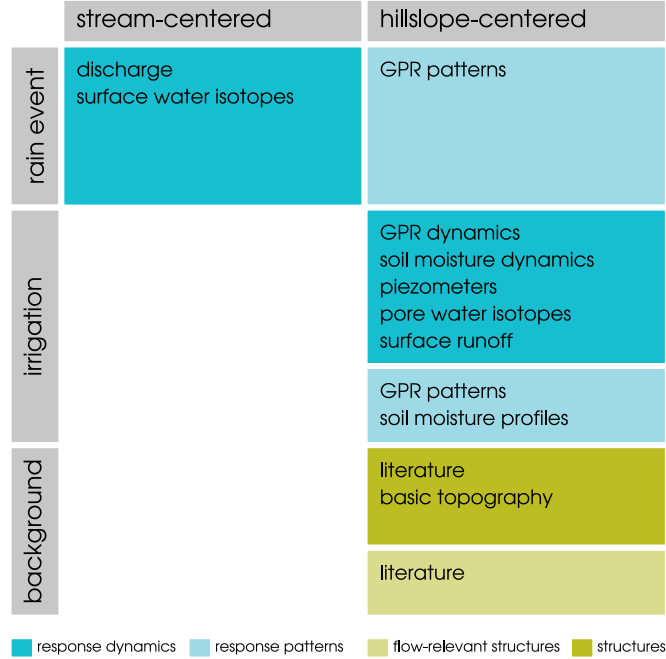 stream-centered
hillslope-centered
rain event
discharge
surface water isotopes
GPR patterns
irrigation
GPR dynamics
soil moisture dynamics
piezometers
pore water isotopes
surface runoff
GPR patterns
soil moisture profiles
background
literature
basic topography
literature
response dynamics
response patterns
flow-relevant structures
structures